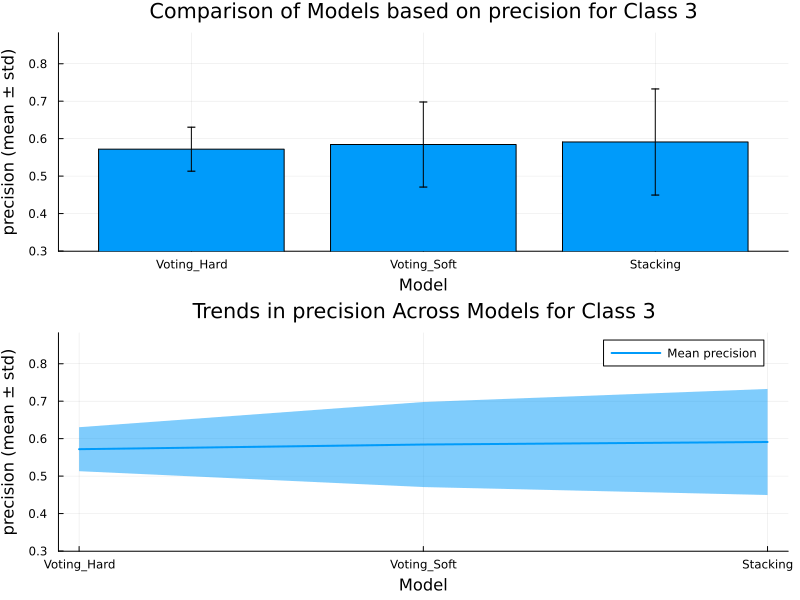 Comparison of Models based on precision for Class 3
precision (mean ± std)
0.8
0.7
0.6
0.5
0.4
0.3
Voting_Hard Voting_Soft Stacking
Model
Trends in precision Across Models for Class 3
precision (mean ± std)
Mean precision
0.8
0.7
0.6
0.5
0.4
0.3
Voting_Hard Voting_Soft Stacking
Model